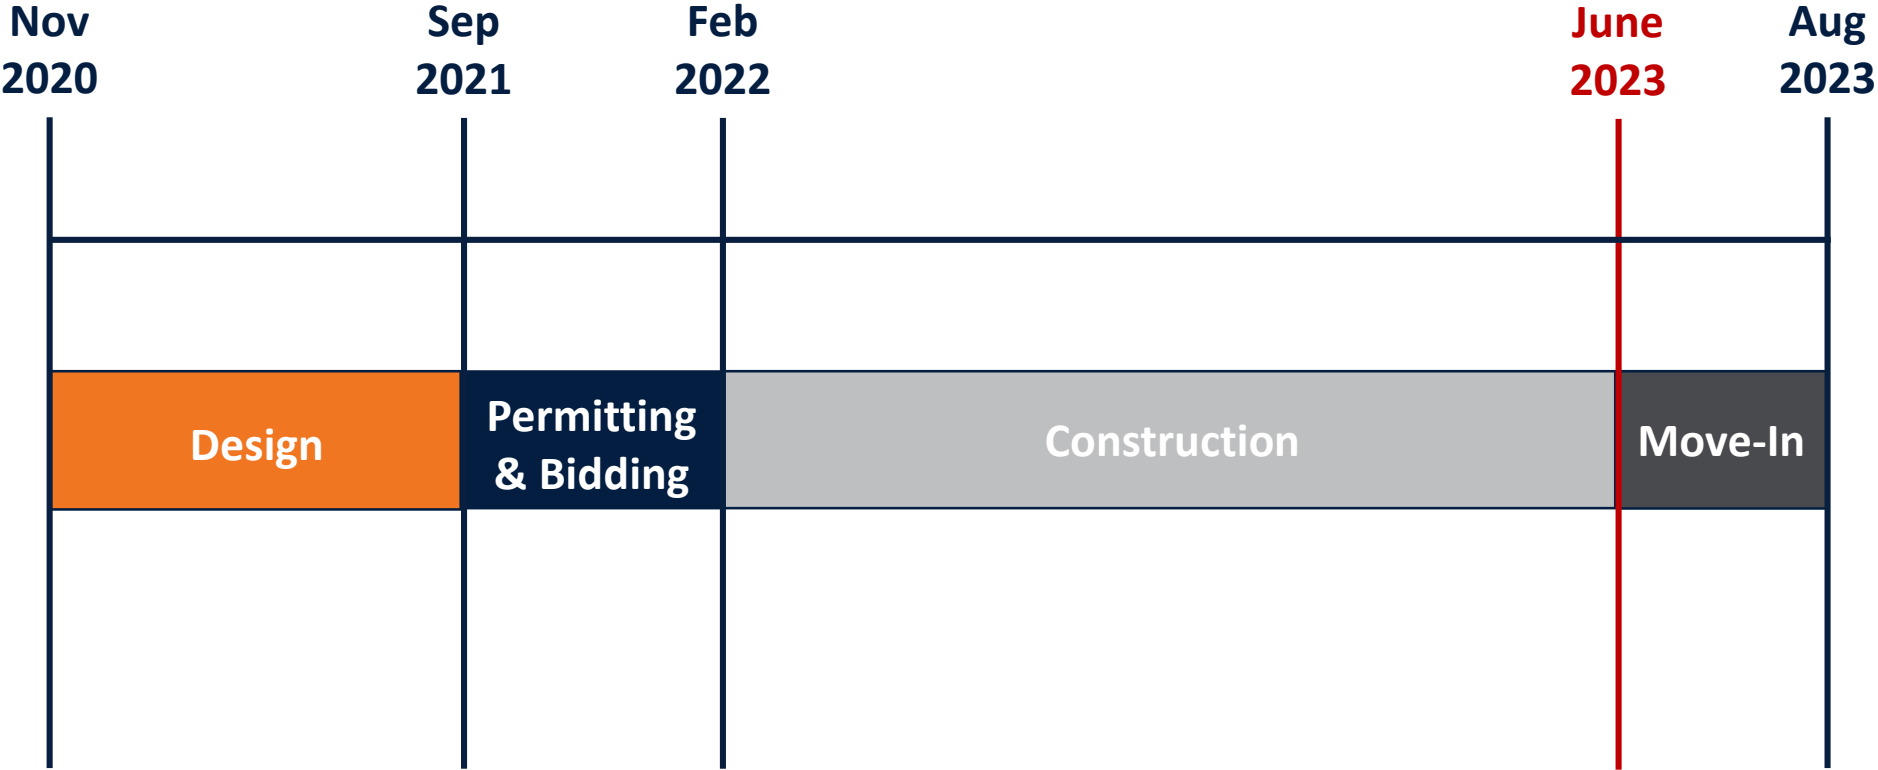 Nov
2020
Sep
2021
Feb
2022
June
2023
Aug
2023
Design
Permitting
& Bidding
Construction
Move-In